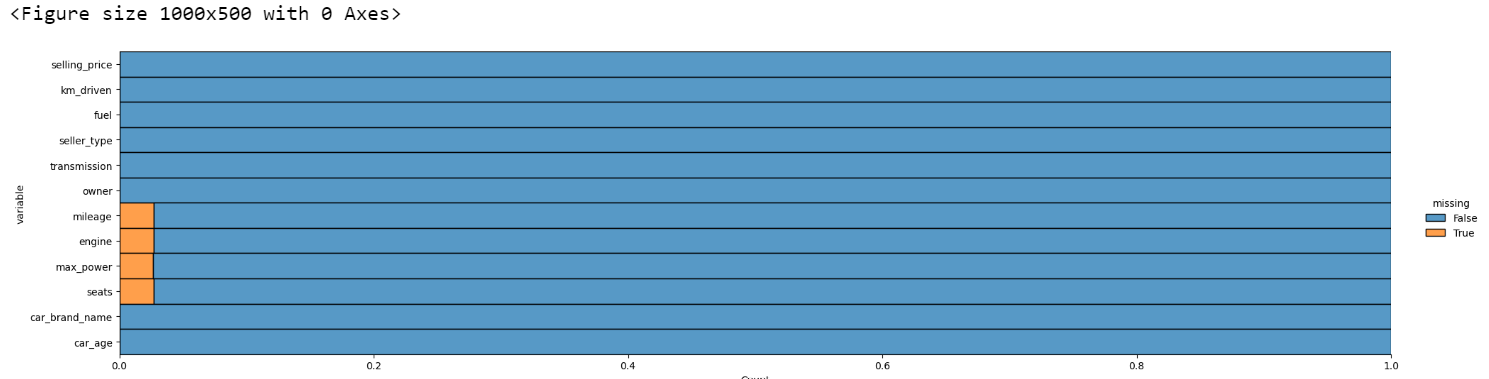 <Figure size 1000x500 with 0 Axes>
selling_price
km_driven
fuel
seller_type
transmission
owner
mileage
engine
max_power
seats
car_brand_name
car_age
variable
0.0
0.2
0.4
0.6
0.8
1.0
missing
False
True